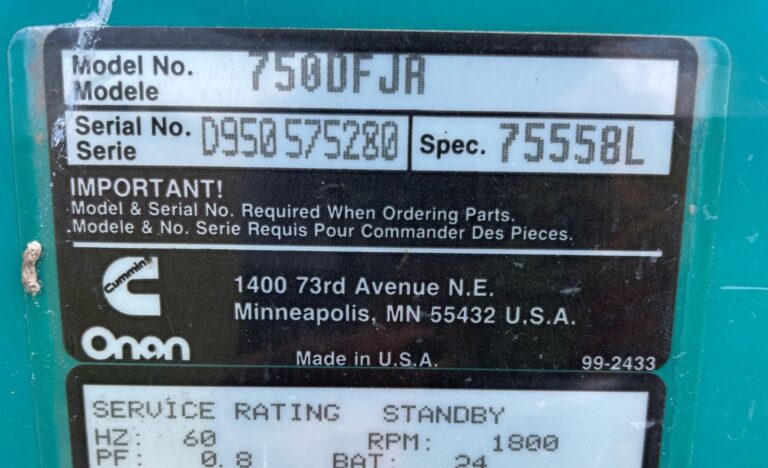 Model No. 750DFJA
Modele
Serial No. D950575280 Spec. 75558L
Serie
IMPORTANT!
Model & Serial No. Required When Ordering Parts.
Modele & No. Serie Requis Pour Commander Des Pieces.
Cummins
1400 73rd Avenue N.E.
Minneapolis, MN 55432 U.S.A.
Onan
Made in U.S.A. 99-2433
SERVICE RATING STANDBY
HZ: 60 RPM: 1800
PF: 0.8 BAT: 24